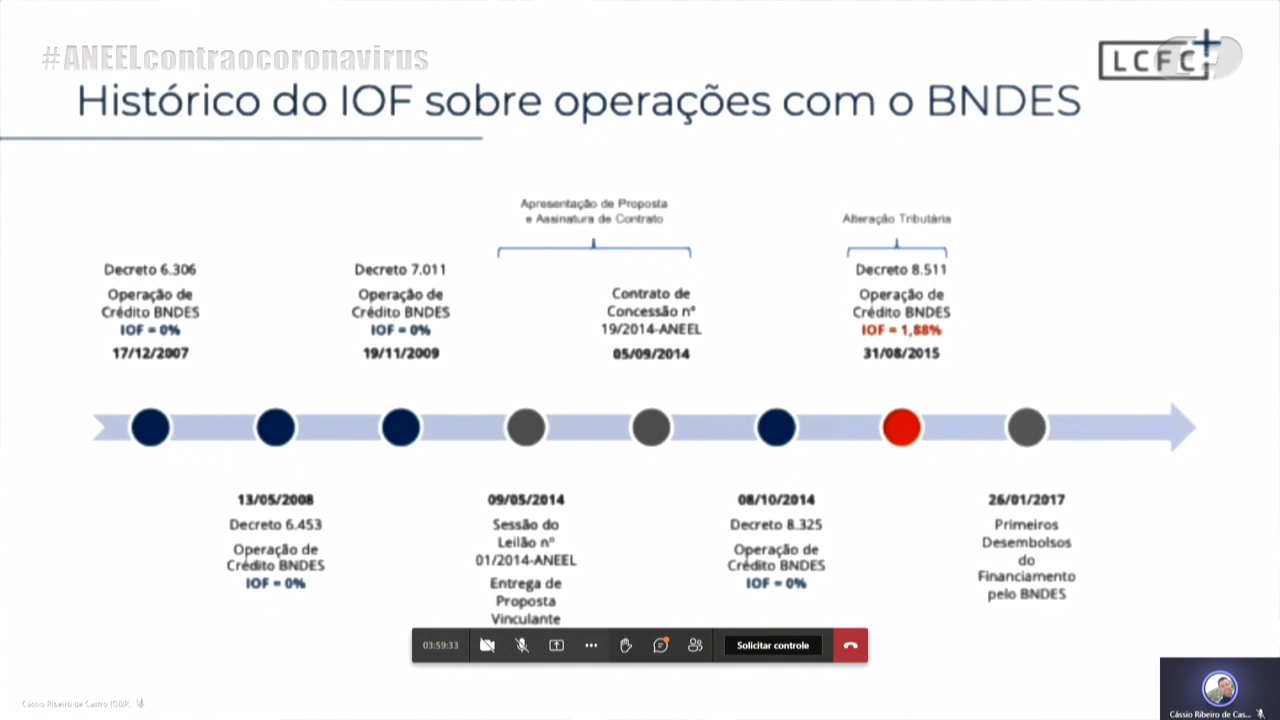 #ANEELcontraocoronavirus
LCFC
Histórico do IOF sobre operações com o BNDES
Apresentação de Proposta
e Assinatura de Contrato
Alteração Tributária
Decreto 6.306
Operação de
Crédito BNDES
IOF = 0%
17/12/2007
Decreto 7.011
Operação de
Crédito BNDES
IOF = 0%
19/11/2009
Contrato de
Concessão nº
19/2014-ANEEL
05/09/2014
Decreto 8.511
Operação de
Crédito BNDES
IOF = 1,88%
31/08/2015
13/05/2008
Decreto 6.453
Operação de
Crédito BNDES
IOF = 0%
09/05/2014
Sessão do
Leilão nº
01/2014-ANEEL
Entrega de
Proposta
Vinculante
08/10/2014
Decreto 8.325
Operação de
Crédito BNDES
IOF = 0%
26/01/2017
Primeiros
Desembolsos
do
Financiamento
pelo BNDES
03:59:33
Solicitar controle
Cássio Ribeiro de Castro
Cássio Ribeiro de Cas...